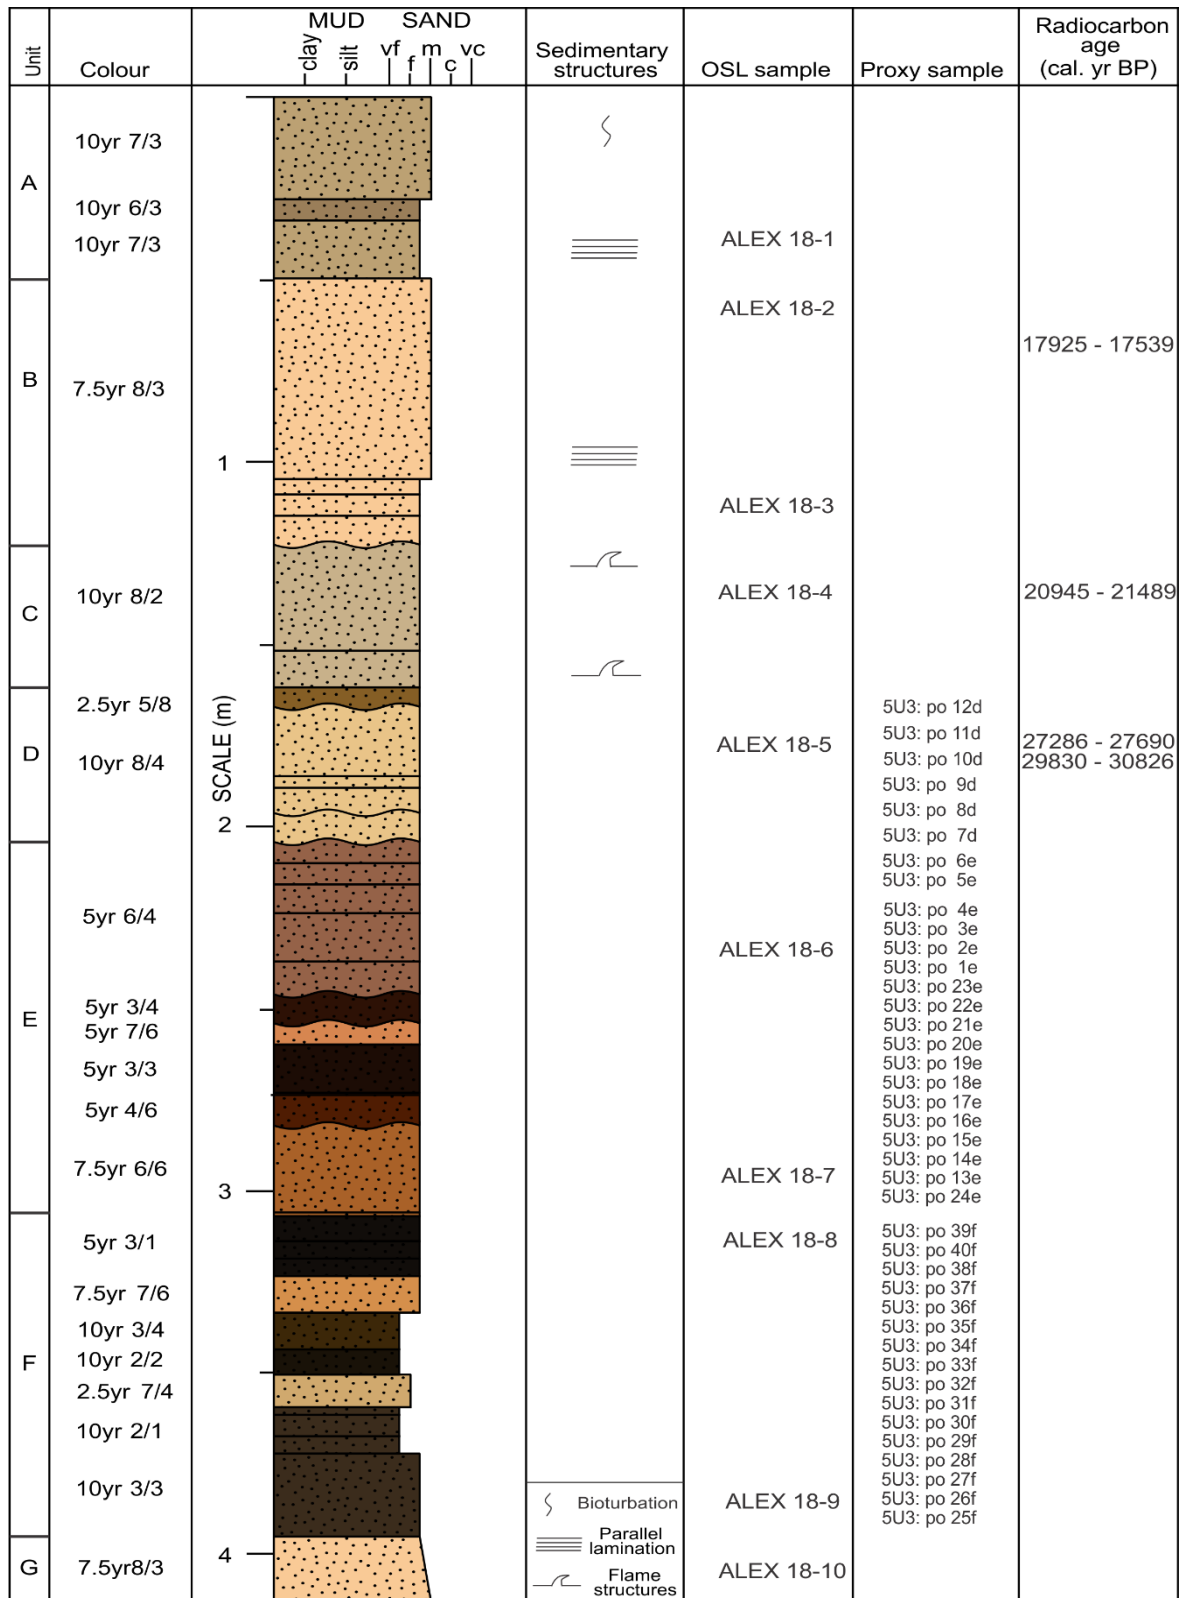 Unit
Colour
MUD SAND
clay
silt
vf
f
m
c
vc
Sedimentary
structures
OSL sample
Proxy sample
Radiocarbon
age
(cal. yr BP)
A
10yr 7/3
10yr 6/3
10yr 7/3
ALEX 18-1
B
7.5yr 8/3
ALEX 18-2
17925 - 17539
1
ALEX 18-3
C
10yr 8/2
ALEX 18-4
20945 - 21489
SCALE (m)
D
2.5yr 5/8
10yr 8/4
ALEX 18-5
5U3: po 12d
5U3: po 11d
5U3: po 10d
5U3: po 9d
5U3: po 8d
5U3: po 7d
27286 - 27690
29830 - 30826
2
E
5yr 6/4
5yr 3/4
5yr 7/6
5yr 3/3
5yr 4/6
7.5yr 6/6
ALEX 18-6
ALEX 18-7
5U3: po 6e
5U3: po 5e
5U3: po 4e
5U3: po 3e
5U3: po 2e
5U3: po 1e
5U3: po 23e
5U3: po 22e
5U3: po 21e
5U3: po 20e
5U3: po 19e
5U3: po 18e
5U3: po 17e
5U3: po 16e
5U3: po 15e
5U3: po 14e
5U3: po 13e
5U3: po 24e
3
F
5yr 3/1
7.5yr 7/6
10yr 3/4
10yr 2/2
2.5yr 7/4
10yr 2/1
10yr 3/3
ALEX 18-8
ALEX 18-9
5U3: po 39f
5U3: po 40f
5U3: po 38f
5U3: po 37f
5U3: po 36f
5U3: po 35f
5U3: po 34f
5U3: po 33f
5U3: po 32f
5U3: po 31f
5U3: po 30f
5U3: po 29f
5U3: po 28f
5U3: po 27f
5U3: po 26f
5U3: po 25f
Bioturbation
Parallel
lamination
Flame
structures
G
7.5yr8/3
4
ALEX 18-10